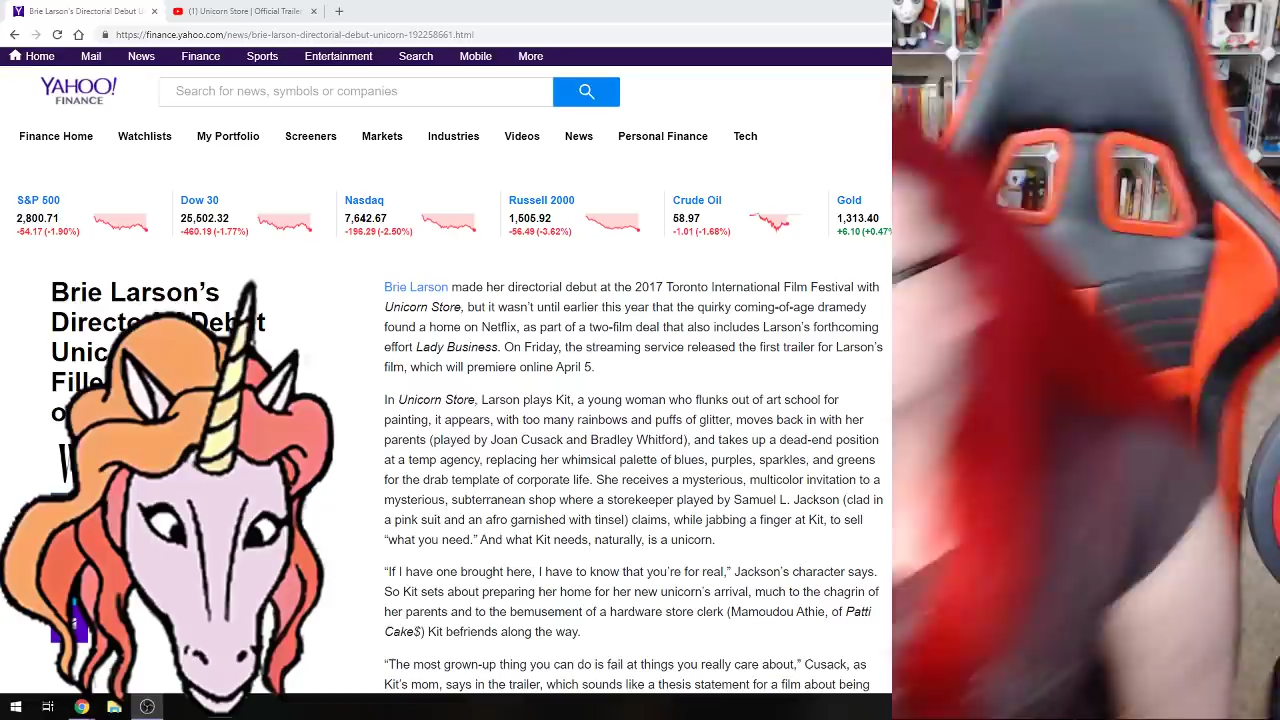 Brie Larson's Directorial Debut Un
(1) Unicorn Store | Official Traile
https://finance.yahoo.com/news/brie-larson-directorial-debut-unicorn-192258661.html
Home Mail News Finance Sports Entertainment Search Mobile More
YAHOO!
FINANCE
Search for news, symbols or companies
Finance Home Watchlists My Portfolio Screeners Markets Industries Videos News Personal Finance Tech
S&P 500 Dow 30 Nasdaq Russell 2000 Crude Oil Gold
2,800.71 25,502.32 7,642.67 1,505.92 58.97 1,313.40
-54.17 (-1.90%) -460.19 (-1.77%) -196.29 (-2.50%) -56.49 (-3.62%) -1.01 (-1.68%) +6.10 (+0.47%
Brie Larson's
Debut
Brie Larson made her directorial debut at the 2017 Toronto International Film Festival with
Unicorn Store, but it wasn't until earlier this year that the quirky coming-of-age dramedy
found a home on Netflix, as part of a two-film deal that also includes Larson's forthcoming
effort Lady Business. On Friday, the streaming service released the first trailer for Larson's
film, which will premiere online April 5.
In Unicorn Store, Larson plays Kit, a young woman who flunks out of art school for
painting, it appears, with too many rainbows and puffs of glitter, moves back in with her
parents (played by Joan Cusack and Bradley Whitford), and takes up a dead-end position
at a temp agency, replacing her whimsical palette of blues, purples, sparkles, and greens
for the drab template of corporate life. She receives a mysterious, multicolor invitation to a
mysterious, subterranean shop where a storekeeper played by Samuel L. Jackson (clad in
a pink suit and an afro garnished with tinsel) claims, while jabbing a finger at Kit, to sell
“what you need.” And what Kit needs, naturally, is a unicorn.
“If I have one brought here, I have to know that you're for real,” Jackson's character says.
So Kit sets about preparing her home for her new unicorn's arrival, much to the chagrin of
her parents and to the bemusement of a hardware store clerk (Mamoudou Athie, of Patti
Cake$) Kit befriends along the way.
“The most grown-up thing you can do is fail at things you really care about,” Cusack, as
Kit's mom, says in the trailer, which sounds like a thesis statement for a film about being